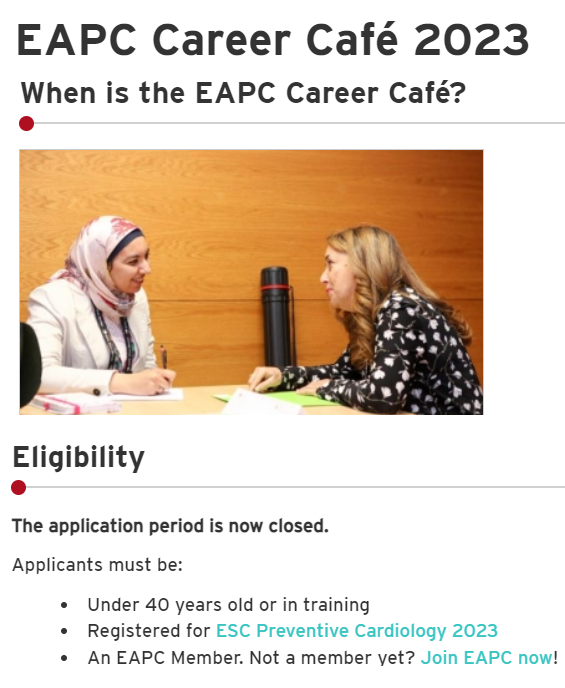 EAPC Career Café 2023
When is the EAPC Career Café?
Eligibility
The application period is now closed.
Applicants must be:
• Under 40 years old or in training
• Registered for ESC Preventive Cardiology 2023
• An EAPC Member. Not a member yet? Join EAPC now!